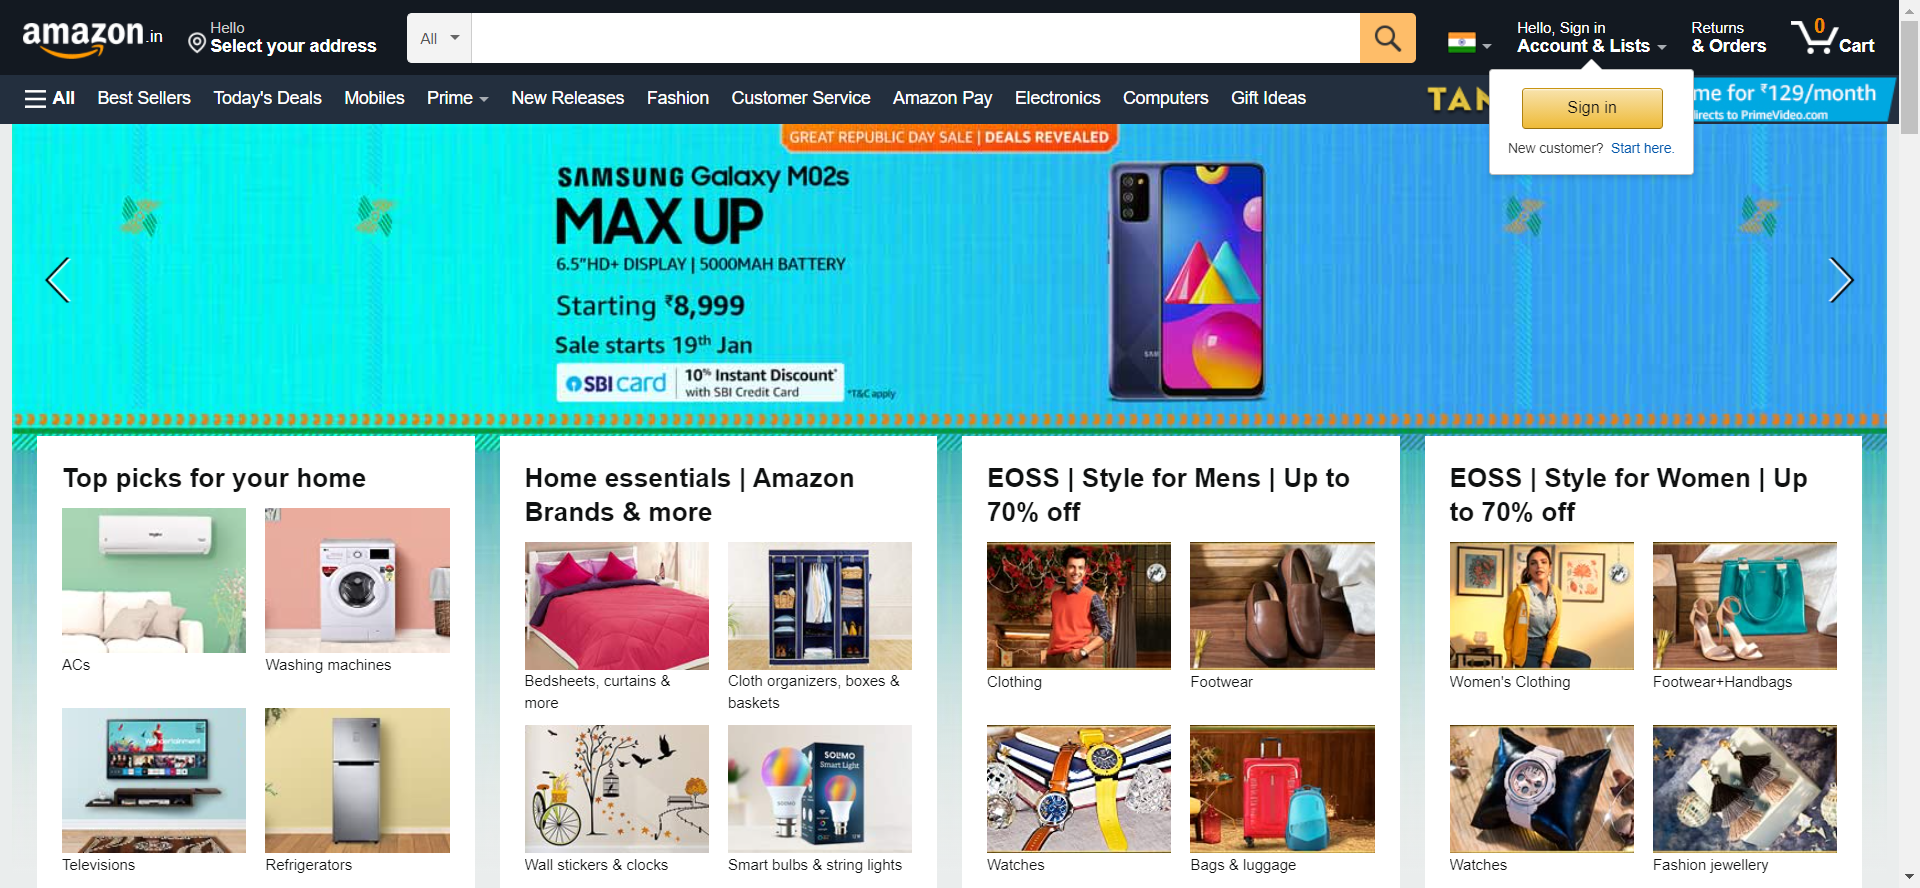 amazon.in
Hello
Select your address
All
Hello, Sign in
Account & Lists
Returns
& Orders
0
Cart
All
Best Sellers
Today's Deals
Mobiles
Prime
New Releases
Fashion
Customer Service
Amazon Pay
Electronics
Computers
Gift Ideas
TAN
me for ₹129/month
directs to PrimeVideo.com
Sign in
New customer? Start here.
GREAT REPUBLIC DAY SALE | DEALS REVEALED
SAMSUNG Galaxy M02s
MAX UP
6.5"HD+ DISPLAY | 5000MAH BATTERY
Starting ₹8,999
Sale starts 19th Jan
SBI card
10% Instant Discount*
with SBI Credit Card
*T&C apply
Top picks for your home
ACs
Washing machines
Televisions
Refrigerators
Home essentials | Amazon
Brands & more
Bedsheets, curtains &
more
Cloth organizers, boxes &
baskets
SOLIMO
Smart Light
Wall stickers & clocks
Smart bulbs & string lights
EOSS | Style for Mens | Up to
70% off
Clothing
Footwear
Watches
Bags & luggage
EOSS | Style for Women | Up
to 70% off
Women's Clothing
Footwear+Handbags
Watches
Fashion jewellery